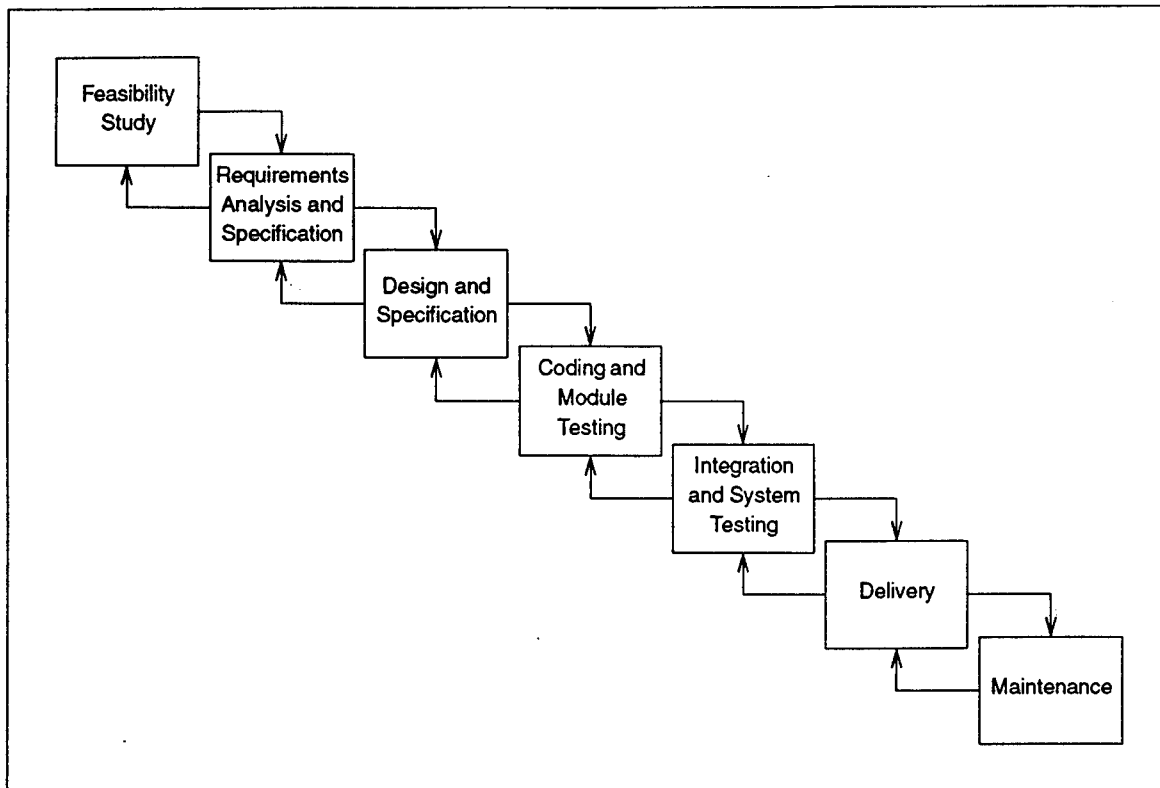 Feasibility
Study
Requirements
Analysis and
Specification
Design and
Specification
Coding and
Module
Testing
Integration
and System
Testing
Delivery
Maintenance